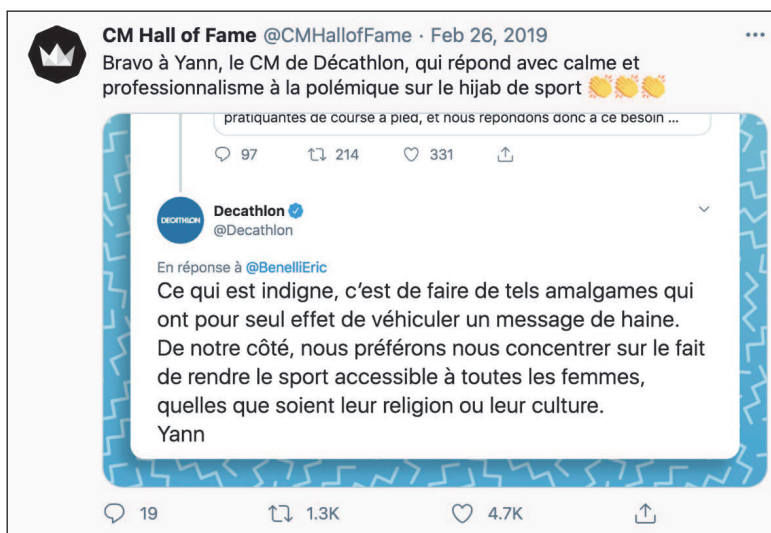 CM Hall of Fame @CMHallofFame · Feb 26, 2019
Bravo à Yann, le CM de Décathlon, qui répond avec calme et
professionnalisme à la polémique sur le hijab de sport 👏👏👏
pratiquantes de course à pied, et nous répondons donc à ce besoin ...
97 214 331
DECATHLON
Decathlon
@Decathlon
En réponse à @BenelliEric
Ce qui est indigne, c'est de faire de tels amalgames qui
ont pour seul effet de véhiculer un message de haine.
De notre côté, nous préférons nous concentrer sur le fait
de rendre le sport accessible à toutes les femmes,
quelles que soient leur religion ou leur culture.
Yann
19 1.3K 4.7K